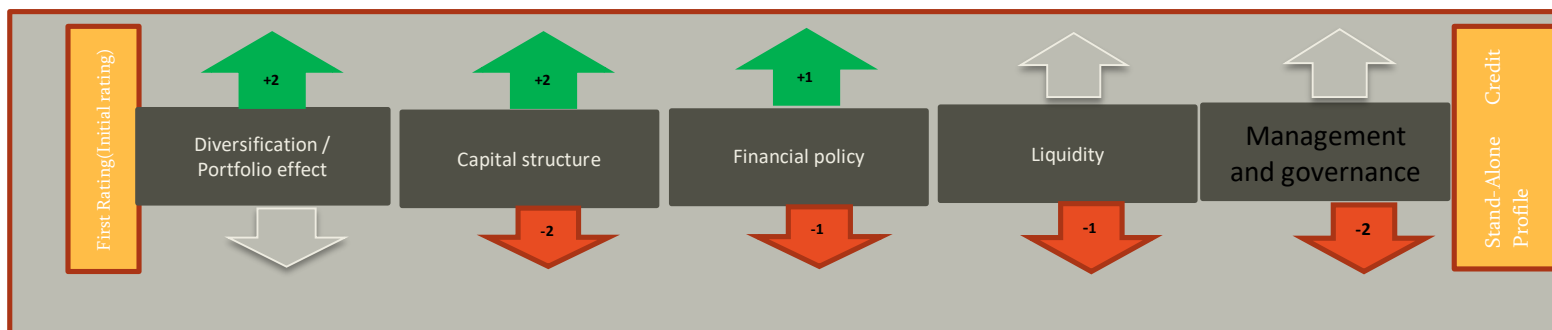 First Rating(Initial rating)
+2
+2
+1
Diversification /
Portfolio effect
Capital structure
Financial policy
Liquidity
Management
and governance
-2
-1
-1
-2
Stand-Alone Credit
Profile